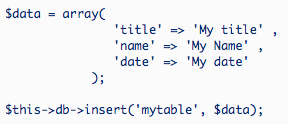 $data = array(
'title' => 'My title' ,
'name' => 'My Name' ,
'date' => 'My date'
);
$this->db->insert('mytable', $data);